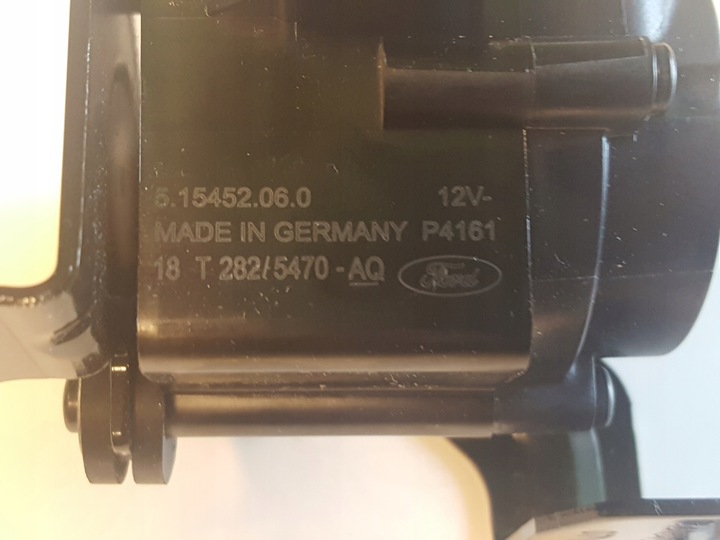 5.15452.06.0 12V-
MADE IN GERMANY P4161
18 T 282/5470-AQ Ford